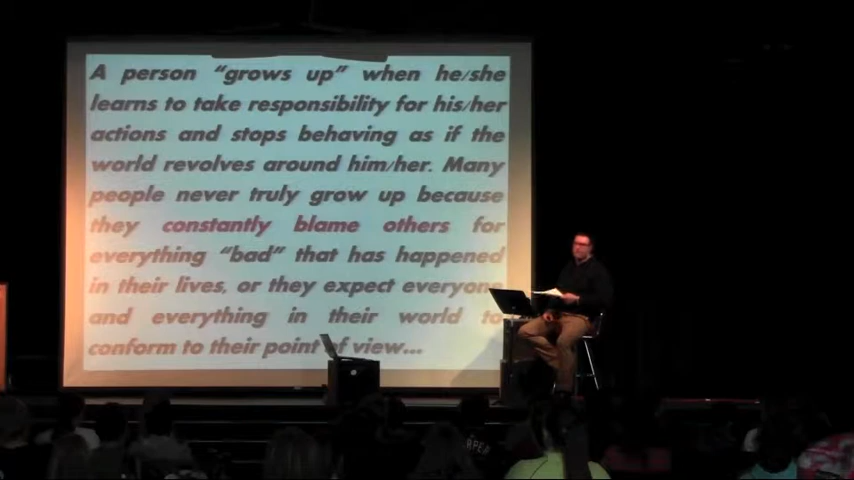 A person “grows up” when he/she
learns to take responsibility for his/her
actions and stops behaving as if the
world revolves around him/her. Many
people never truly grow up because
they constantly blame others for
everything “bad” that has happened
in their lives, or they expect everyone
and everything in their world to
conform to their point of view...